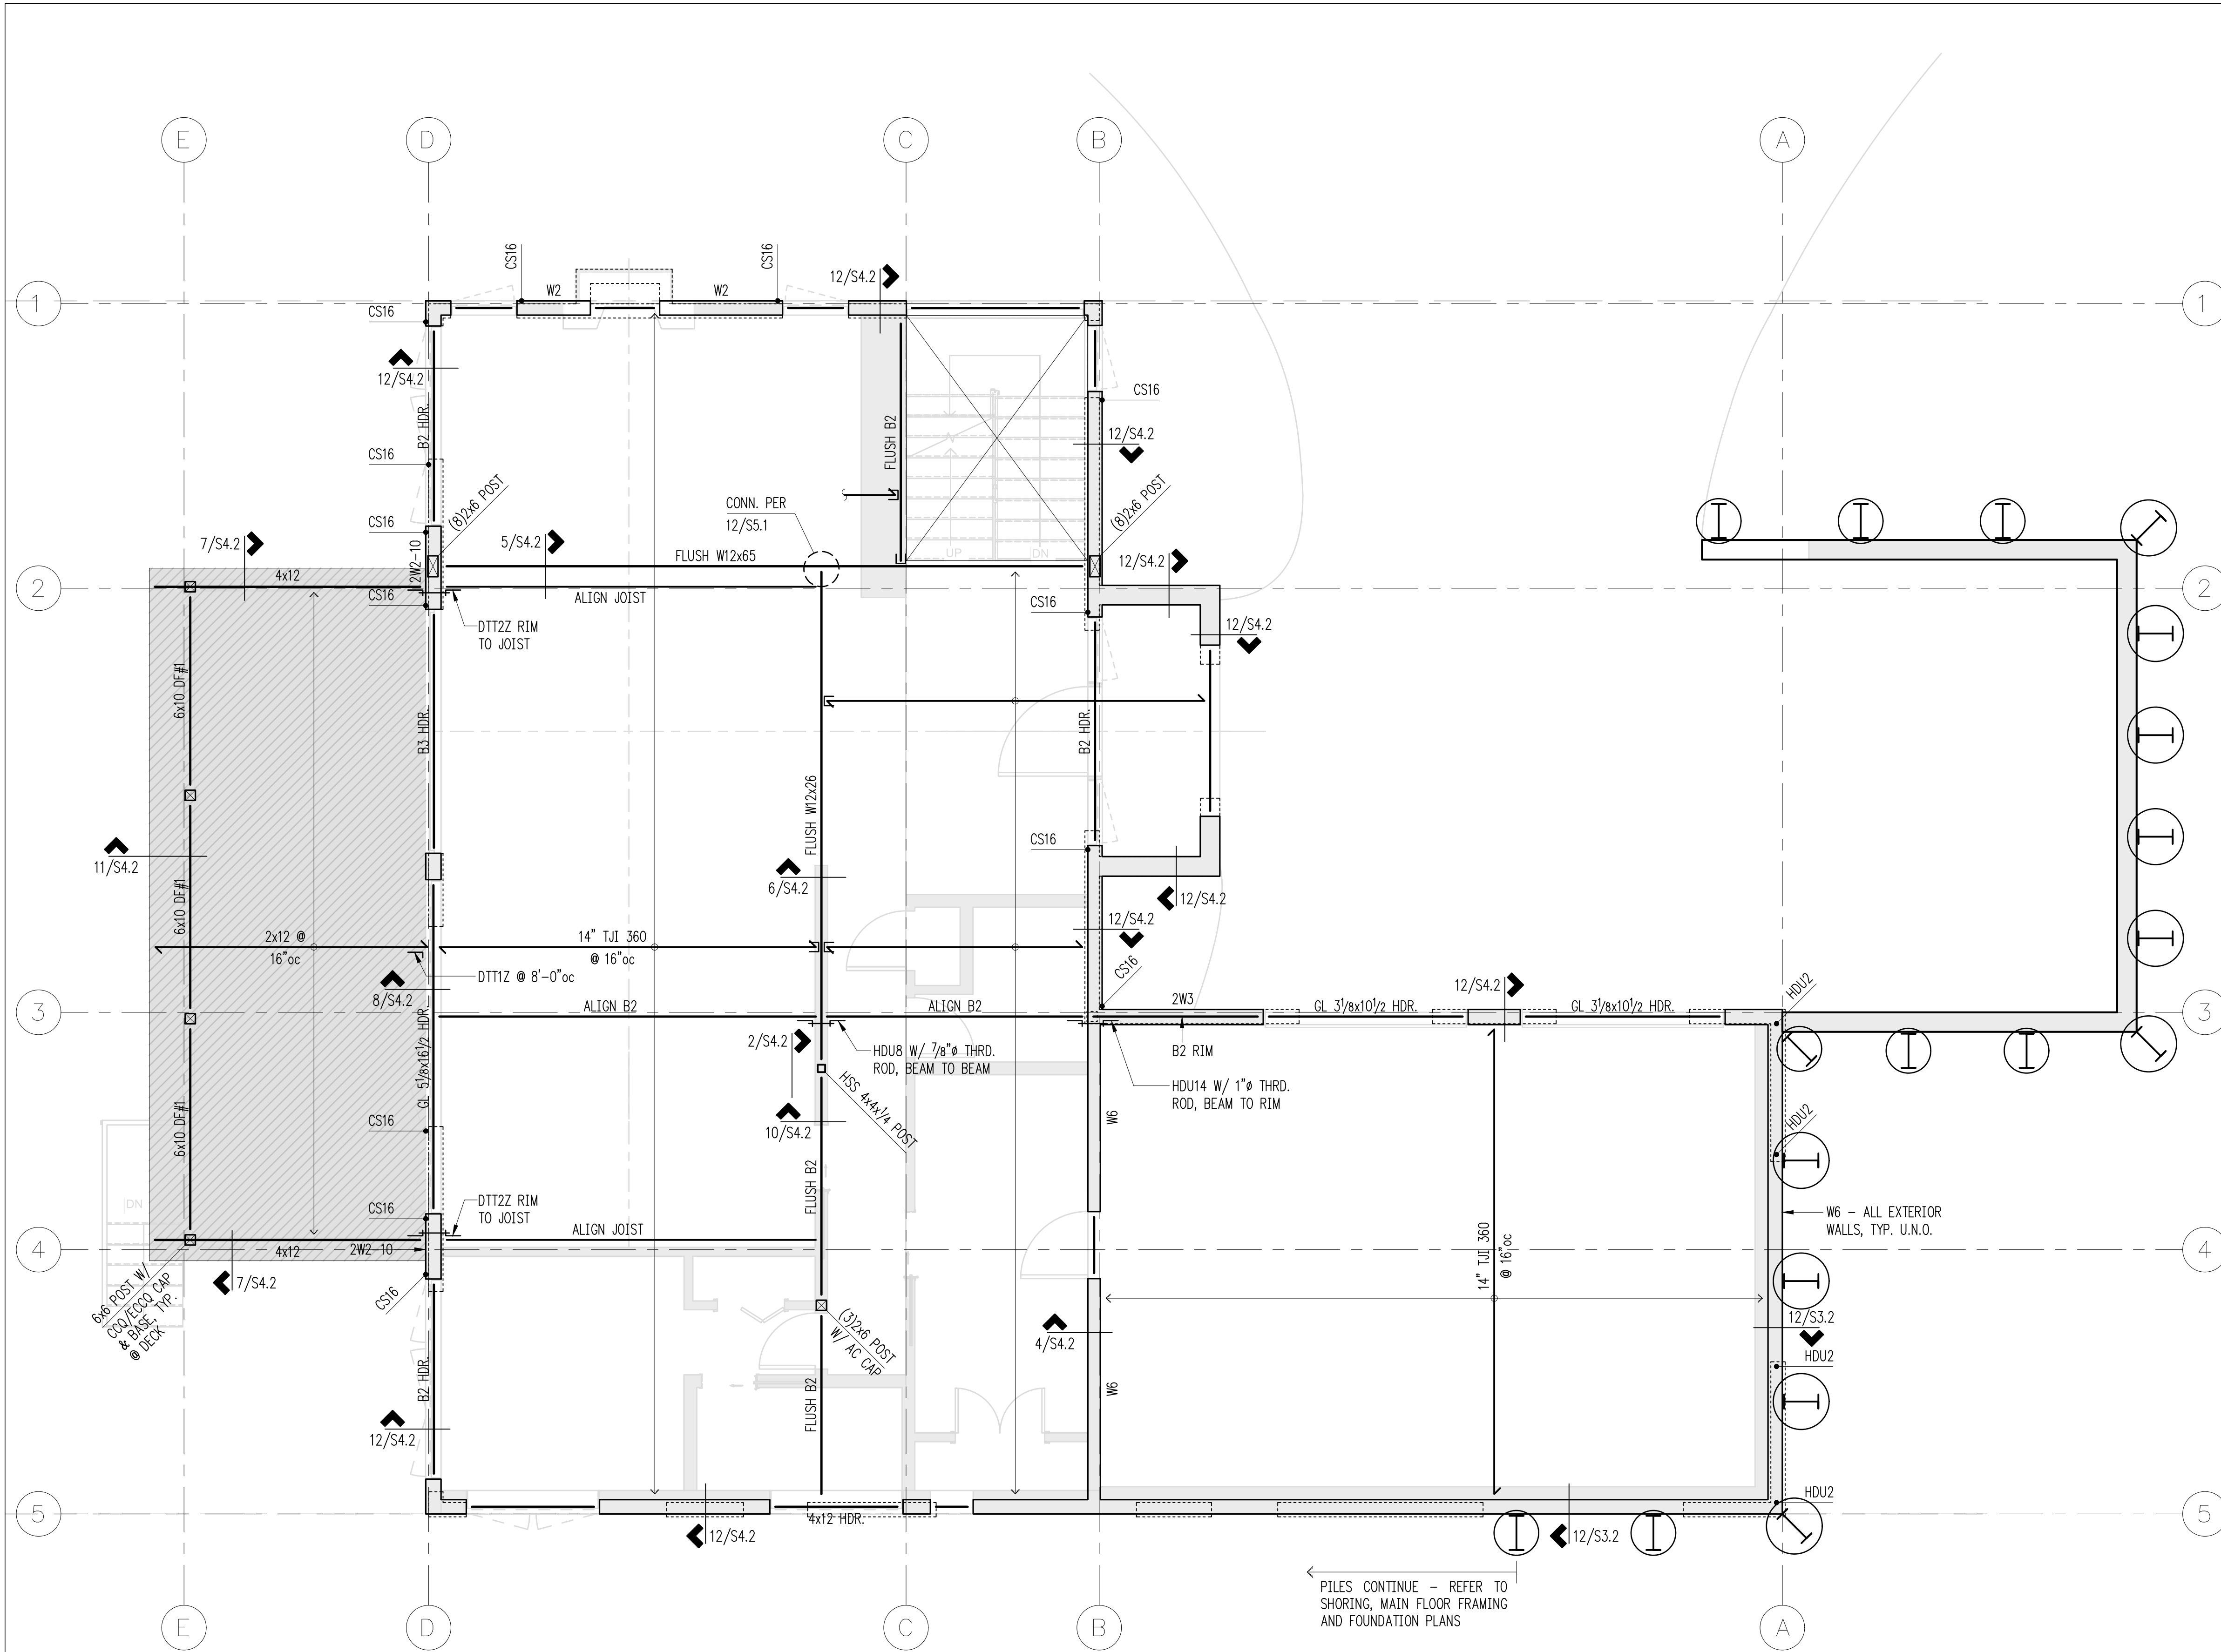 E
D
C
B
A
1
1
CS16
CS16
12/S4.2
W2
W2
CS16
12/S4.2
B2 HDR.
CS16
12/S4.2
FLUSH B2
CS16
(8)2x6 POST
CONN. PER
12/S5.1
(8)2x6 POST
CS16
7/S4.2
5/S4.2
2W2-10
FLUSH W12x65
UP
DN
12/S4.2
4x12
2
2
ALIGN JOIST
CS16
CS16
DTT2Z RIM
TO JOIST
12/S4.2
6x10 DF#1
B3 HDR.
B2 HDR.
FLUSH W12x26
CS16
11/S4.2
6/S4.2
12/S4.2
6x10 DF#1
12/S4.2
2x12 @
16"oc
14" TJI 360
@ 16"oc
CS16
DTT1Z @ 8'-0"oc
8/S4.2
12/S4.2
HDU2
ALIGN B2
ALIGN B2
2W3
GL 3 1/8x10 1/2 HDR.
GL 3 1/8x10 1/2 HDR.
3
3
GL 5 1/8x16 1/2 HDR.
2/S4.2
HDU8 W/ 7/8"ø THRD.
ROD, BEAM TO BEAM
B2 RIM
HSS 4x4x1/4 POST
HDU14 W/ 1"ø THRD.
ROD, BEAM TO RIM
6x10 DF#1
CS16
10/S4.2
W6
HDU2
FLUSH B2
DN
CS16
DTT2Z RIM
TO JOIST
W6 - ALL EXTERIOR
WALLS, TYP. U.N.O.
ALIGN JOIST
4
4
4x12
2W2-10
14" TJI 360
@ 16"oc
7/S4.2
CS16
6x6 POST W/
CCQ/ECCQ CAP
& BASE, TYP.
@ DECK
(3)2x6 POST
W/ AC CAP
4/S4.2
12/S3.2
HDU2
B2 HDR.
FLUSH B2
W6
12/S4.2
HDU2
5
5
4x12 HDR.
12/S4.2
12/S3.2
PILES CONTINUE - REFER TO
SHORING, MAIN FLOOR FRAMING
AND FOUNDATION PLANS
E
D
C
B
A